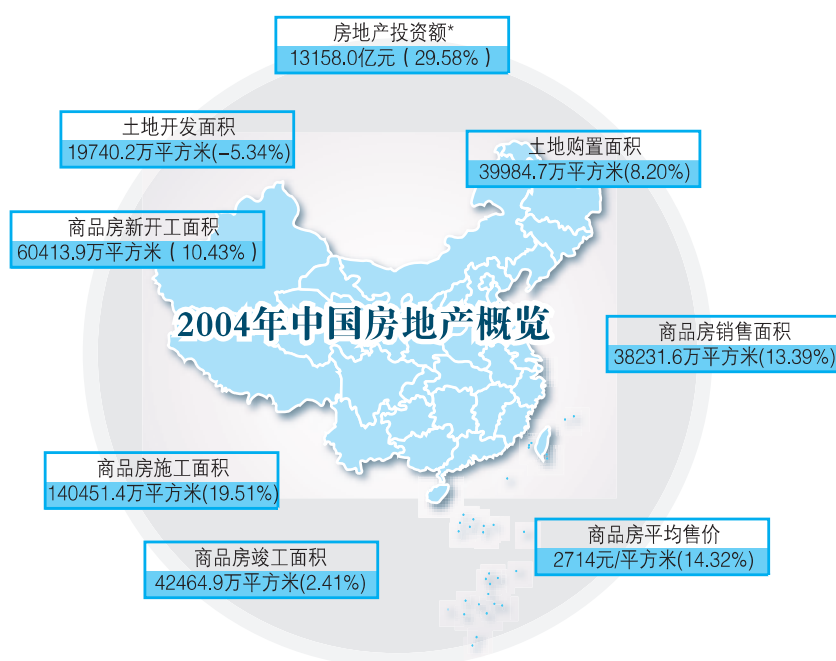 房地产投资额*
13158.0亿元（29.58%）
土地开发面积
19740.2万平方米(–5.34%)
土地购置面积
39984.7万平方米(8.20%)
商品房新开工面积
60413.9万平方米（10.43%）
2004年中国房地产概览
商品房销售面积
38231.6万平方米(13.39%)
商品房施工面积
140451.4万平方米(19.51%)
商品房平均售价
2714元/平方米(14.32%)
商品房竣工面积
42464.9万平方米(2.41%)